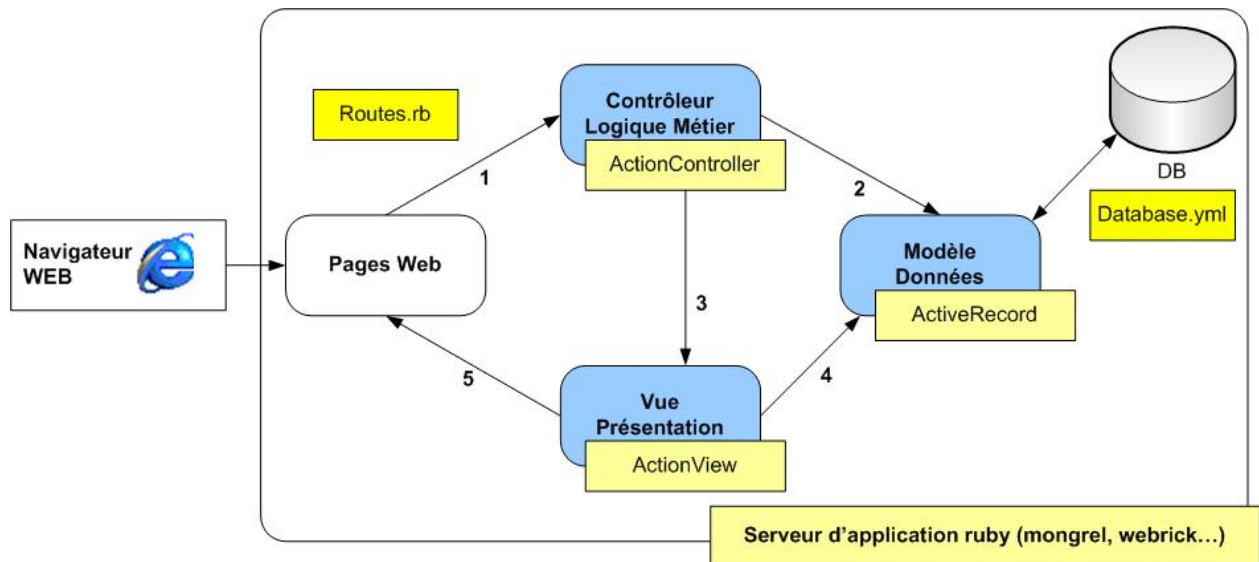 Contrôleur
Logique Métier
ActionController
Routes.rb
1
2
DB
Database.yml
Navigateur
WEB
Pages Web
Modèle
Données
ActiveRecord
3
5
4
Vue
Présentation
ActionView
Serveur d'application ruby (mongrel, webrick...)